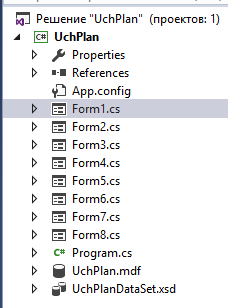 Решение "UchPlan" (проектов: 1)
C# UchPlan
Properties
References
App.config
Form1.cs
Form2.cs
Form3.cs
Form4.cs
Form5.cs
Form6.cs
Form7.cs
Form8.cs
C# Program.cs
UchPlan.mdf
UchPlanDataSet.xsd